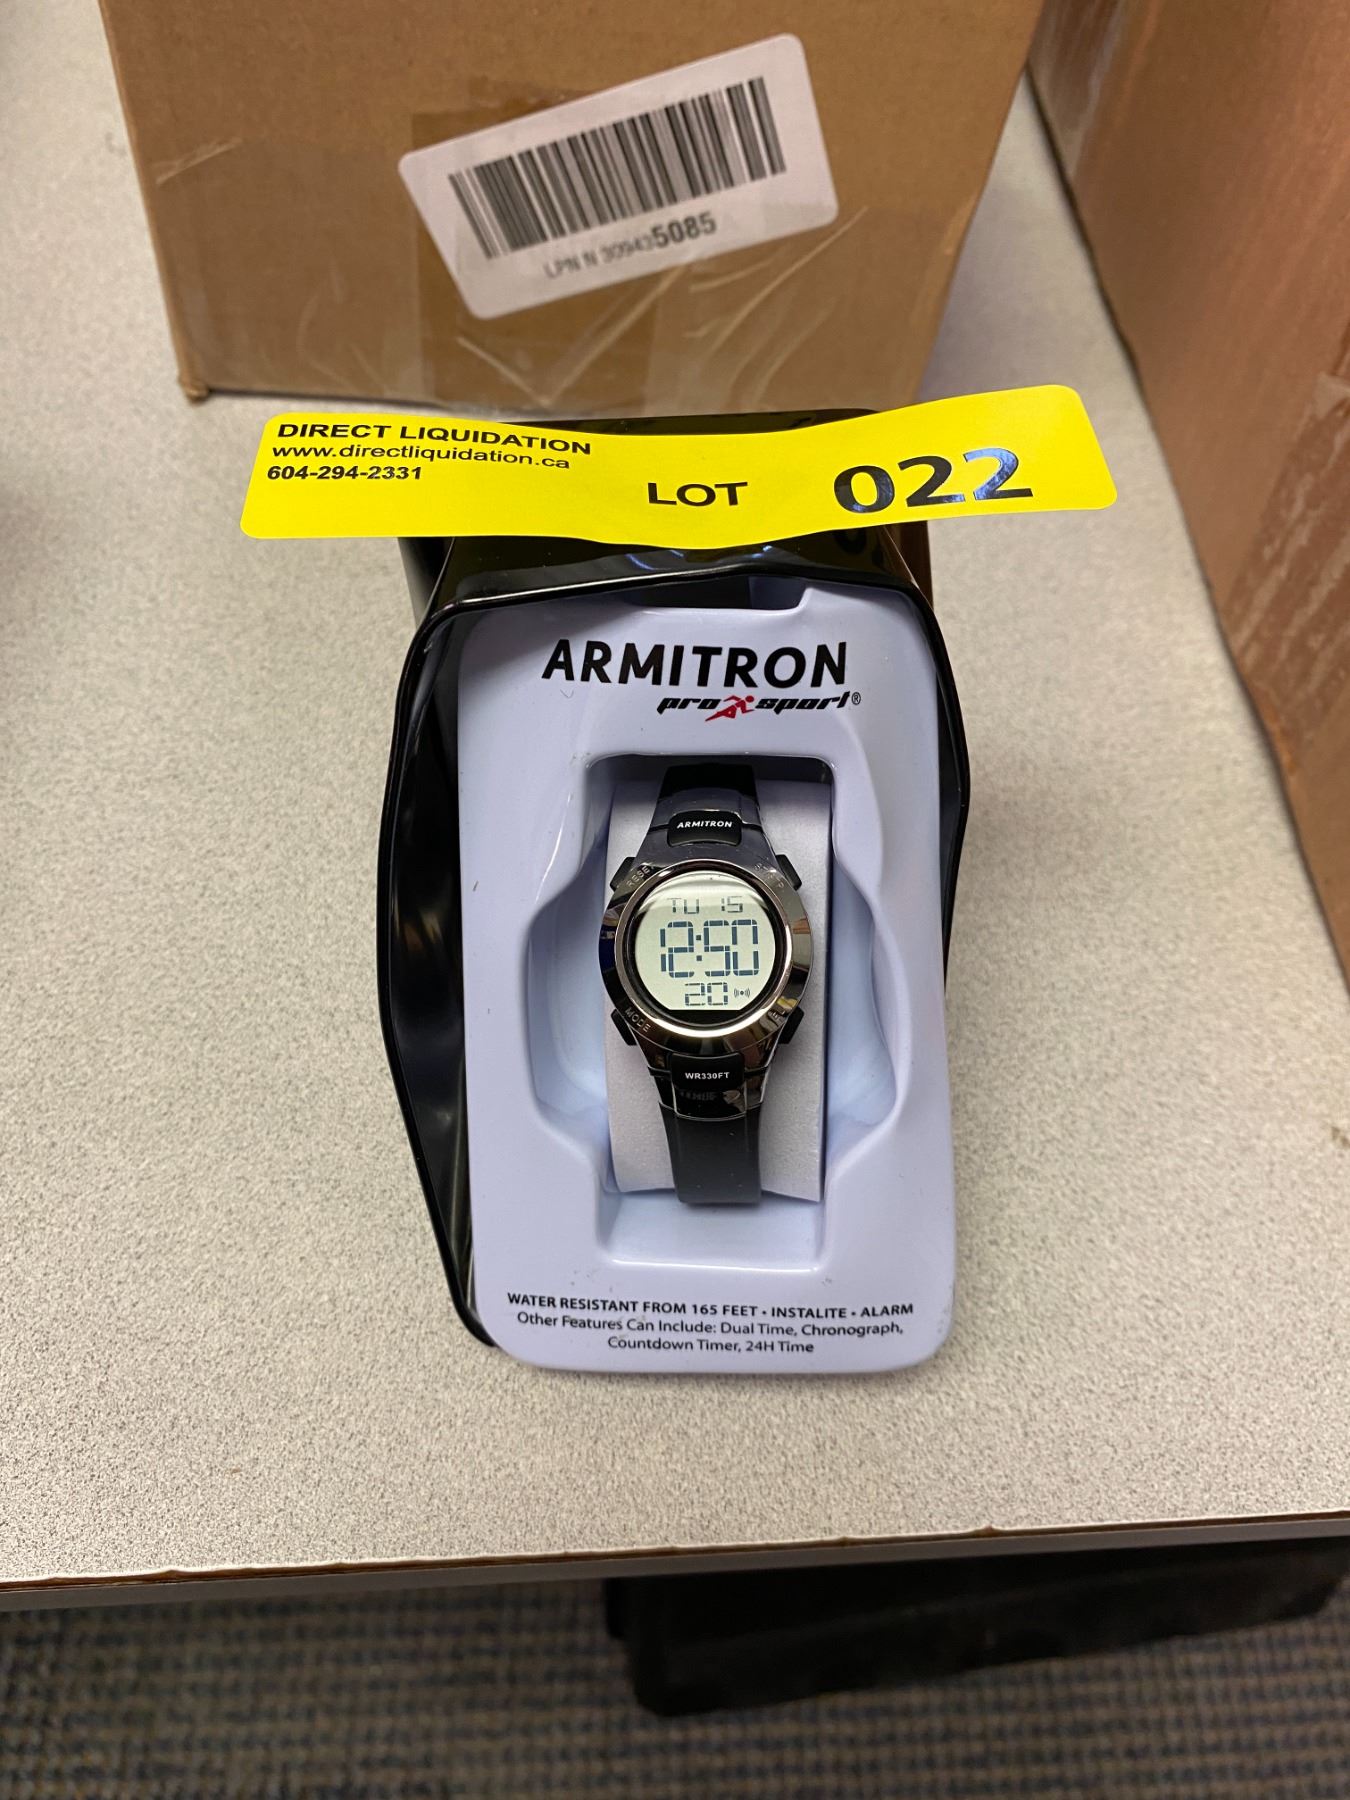 LPN N 309435085
DIRECT LIQUIDATION
www.directliquidation.ca
604-294-2331
LOT 022
ARMITRON
pro sport®
ARMITRON
RESET
TU 15
12:50
20
MODE
WR330FT
WATER RESISTANT FROM 165 FEET • INSTALITE • ALARM
Other Features Can Include: Dual Time, Chronograph,
Countdown Timer, 24H Time